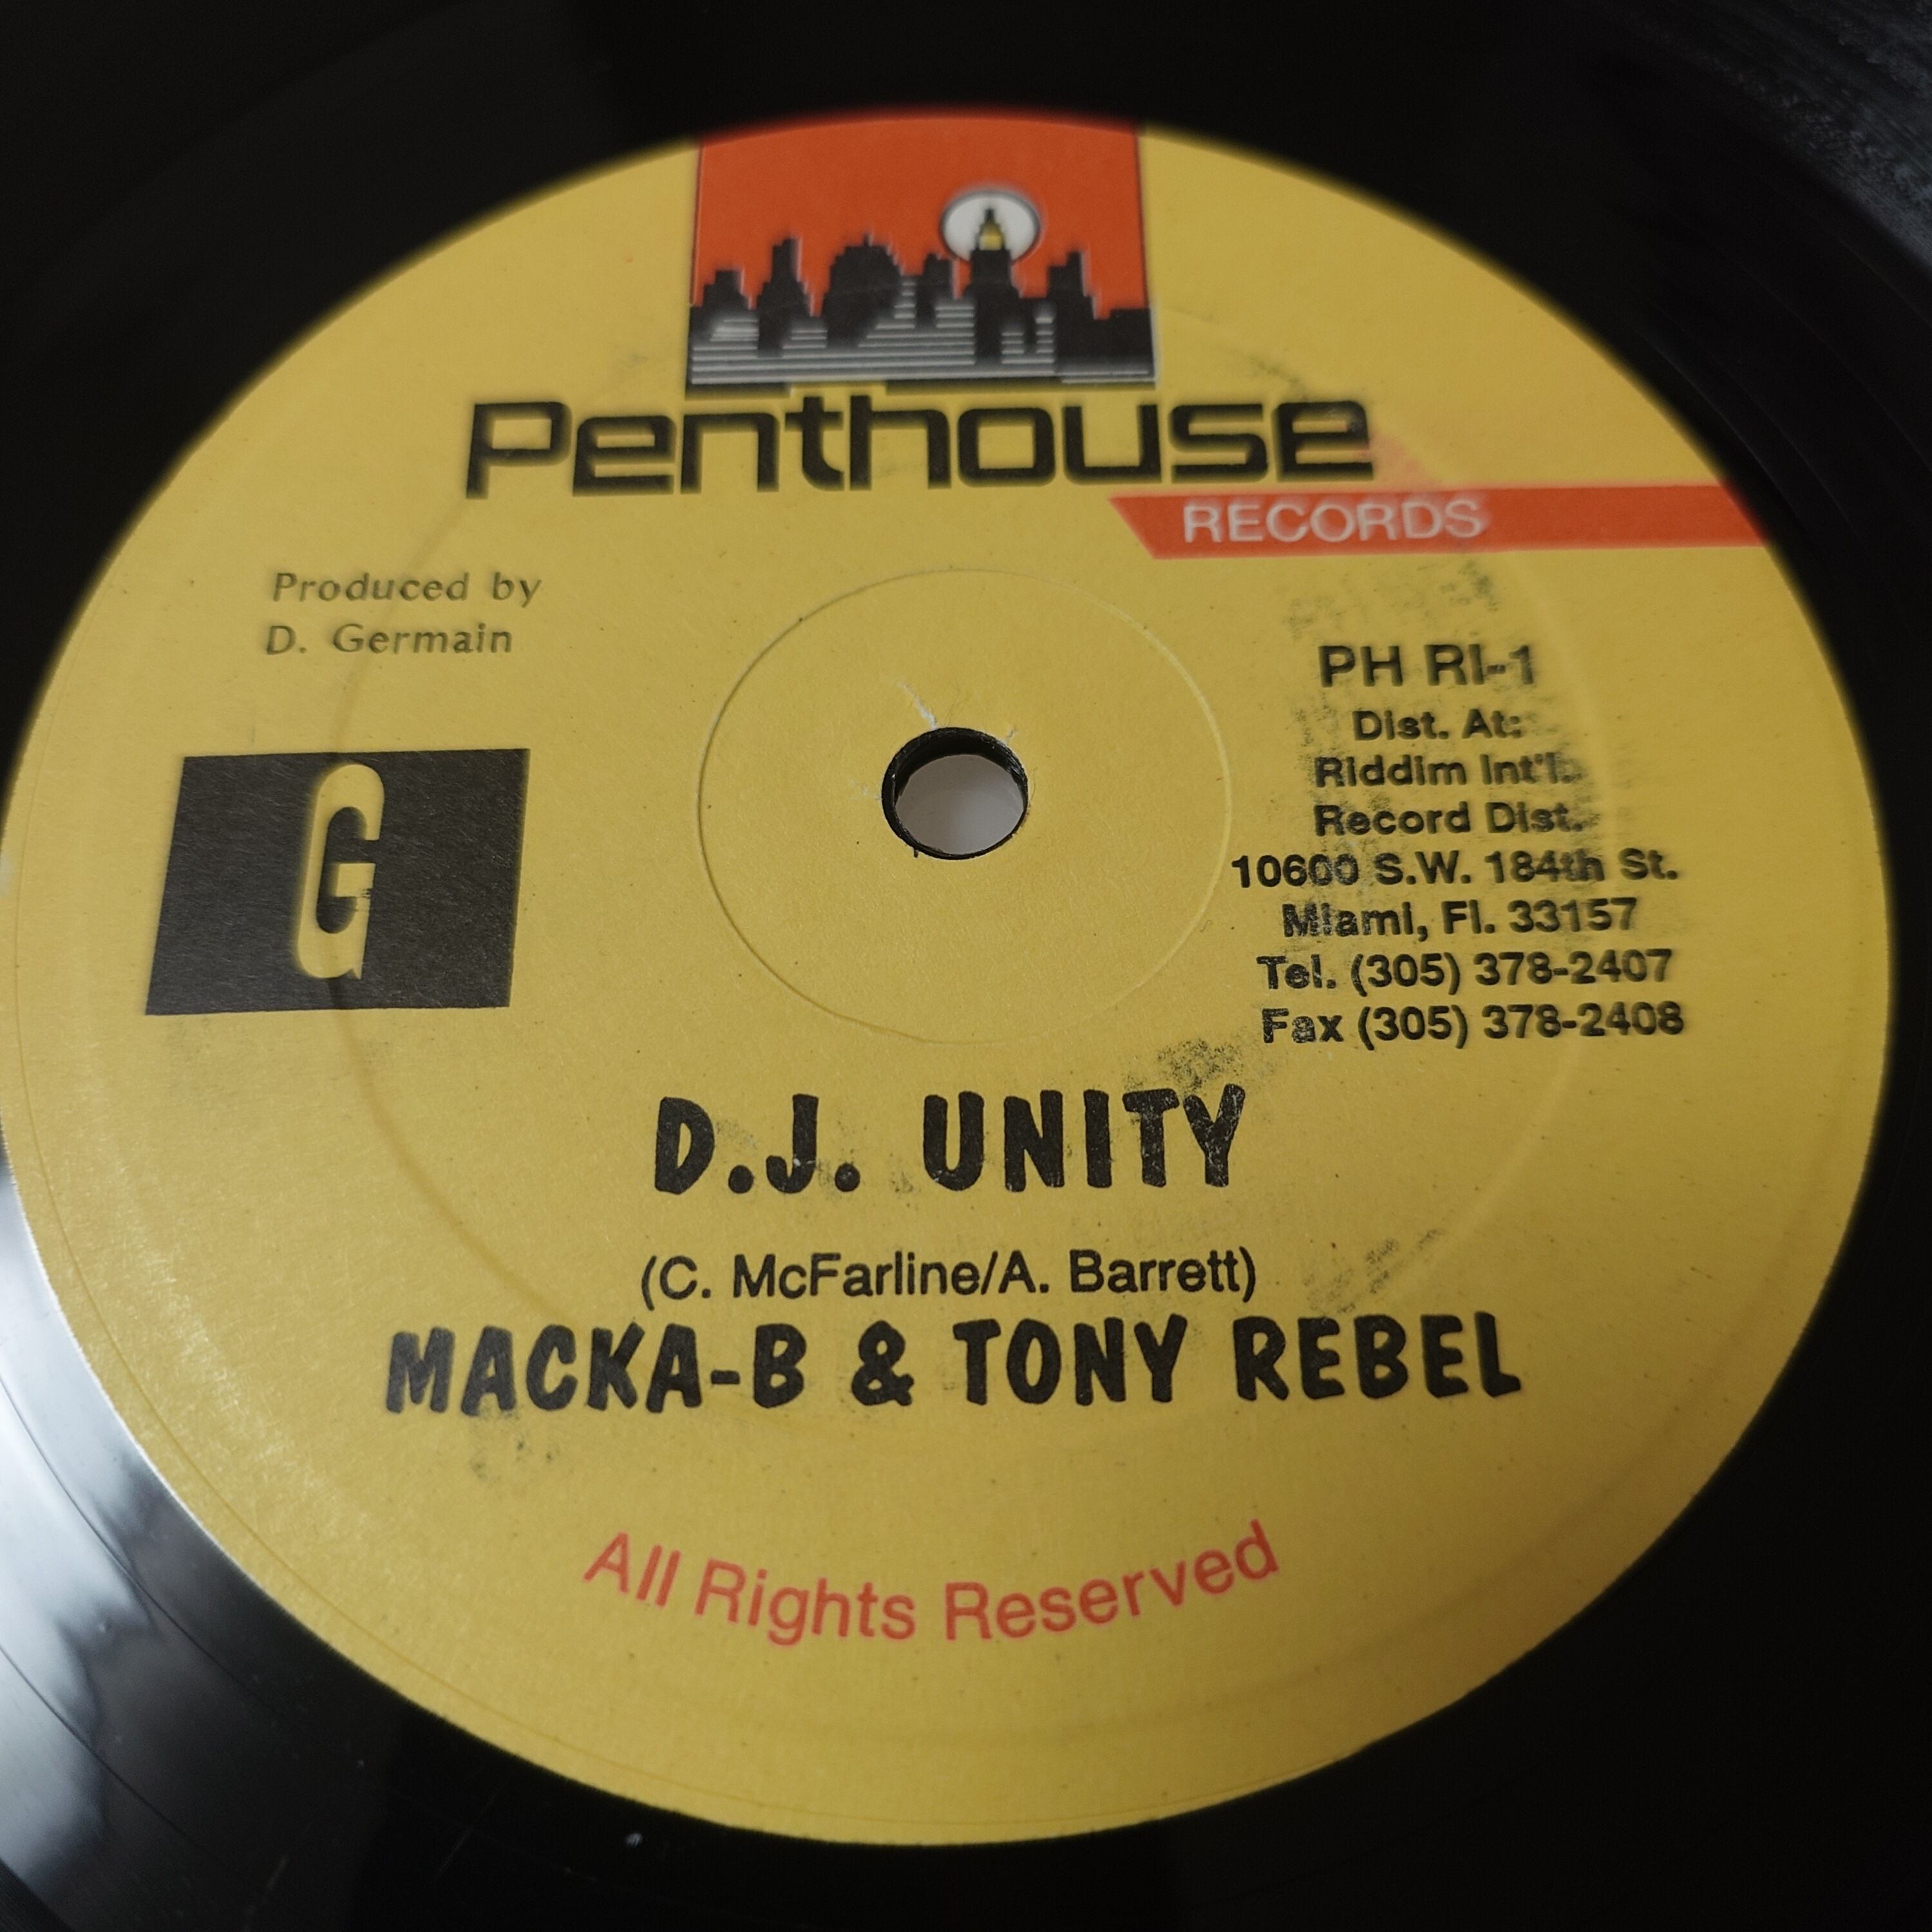 Penthouse
RECORDS
Produced by
D. Germain
G
PH RI-1
Dist. At:
Riddim Int'l.
Record Dist.
10600 S.W. 184th St.
Miami, Fl. 33157
Tel. (305) 378-2407
Fax (305) 378-2408
D.J. UNITY
(C. McFarline/A. Barrett)
MACKA-B & TONY REBEL
All Rights Reserved